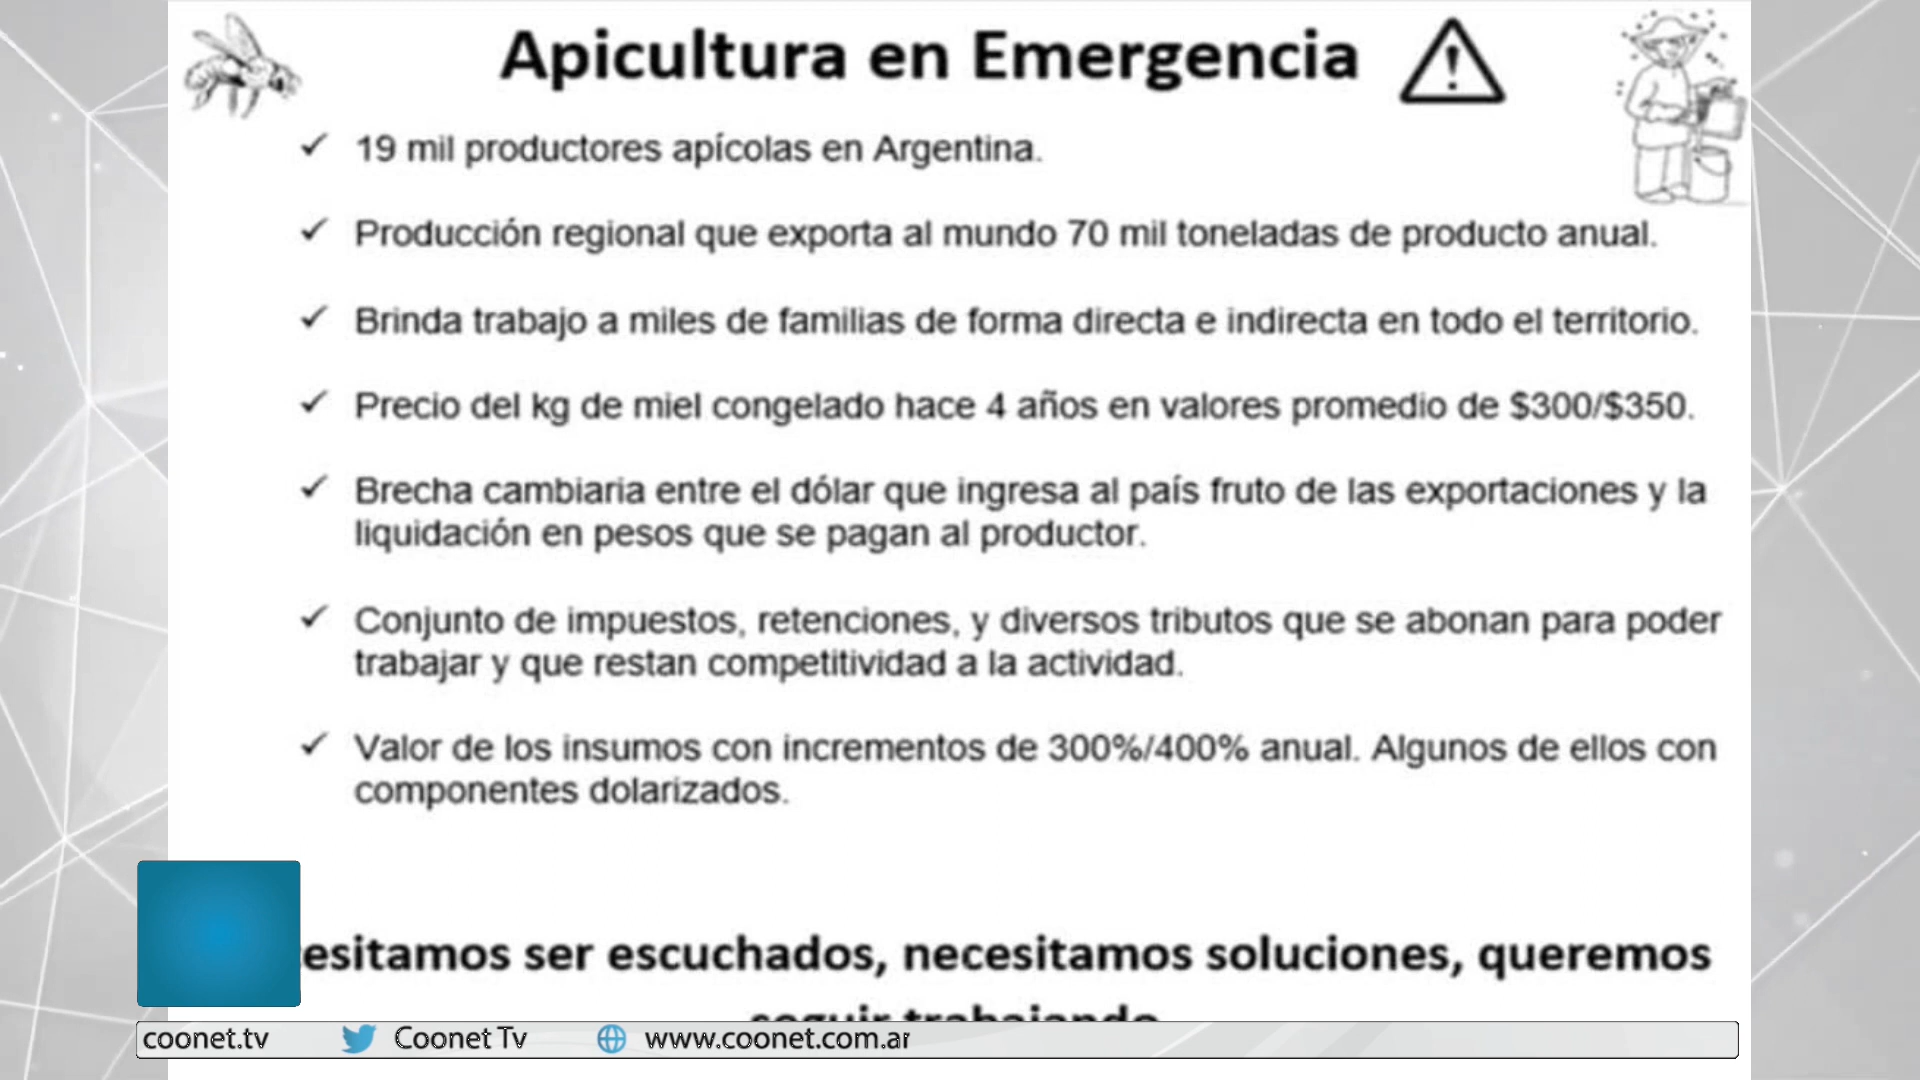 Apicultura en Emergencia
19 mil productores apícolas en Argentina.
Producción regional que exporta al mundo 70 mil toneladas de producto anual.
Brinda trabajo a miles de familias de forma directa e indirecta en todo el territorio.
Precio del kg de miel congelado hace 4 años en valores promedio de $300/$350.
Brecha cambiaria entre el dólar que ingresa al país fruto de las exportaciones y la
liquidación en pesos que se pagan al productor.
Conjunto de impuestos, retenciones, y diversos tributos que se abonan para poder
trabajar y que restan competitividad a la actividad.
Valor de los insumos con incrementos de 300%/400% anual. Algunos de ellos con
componentes dolarizados.
esitamos ser escuchados, necesitamos soluciones, queremos
seguir trabajando
coonet.tv Coonet Tv www.coonet.com.ar